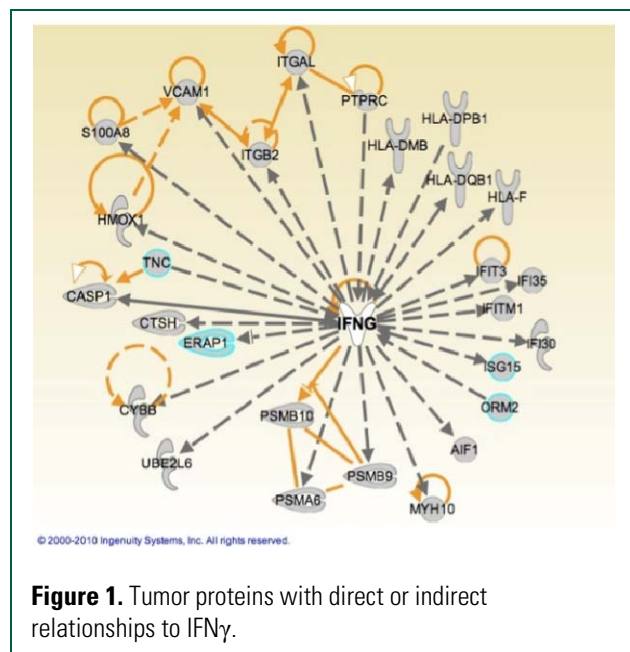 ITGAL
VCAM1
PTPRC
S100A8
ITGB2
HLA-DPB1
HLA-DMB
HLA-DQB1
HLA-F
HMOX1
TNC
IFIT3
IFI35
CASP1
IFITM1
CTSH
IFNG
ERAP1
IFI30
ISG15
ORM2
CYBB
PSMB10
AIF1
UBE2L6
PSMB9
PSMA6
MYH10
© 2000-2010 Ingenuity Systems, Inc. All rights reserved.
Figure 1. Tumor proteins with direct or indirect
relationships to IFNγ.